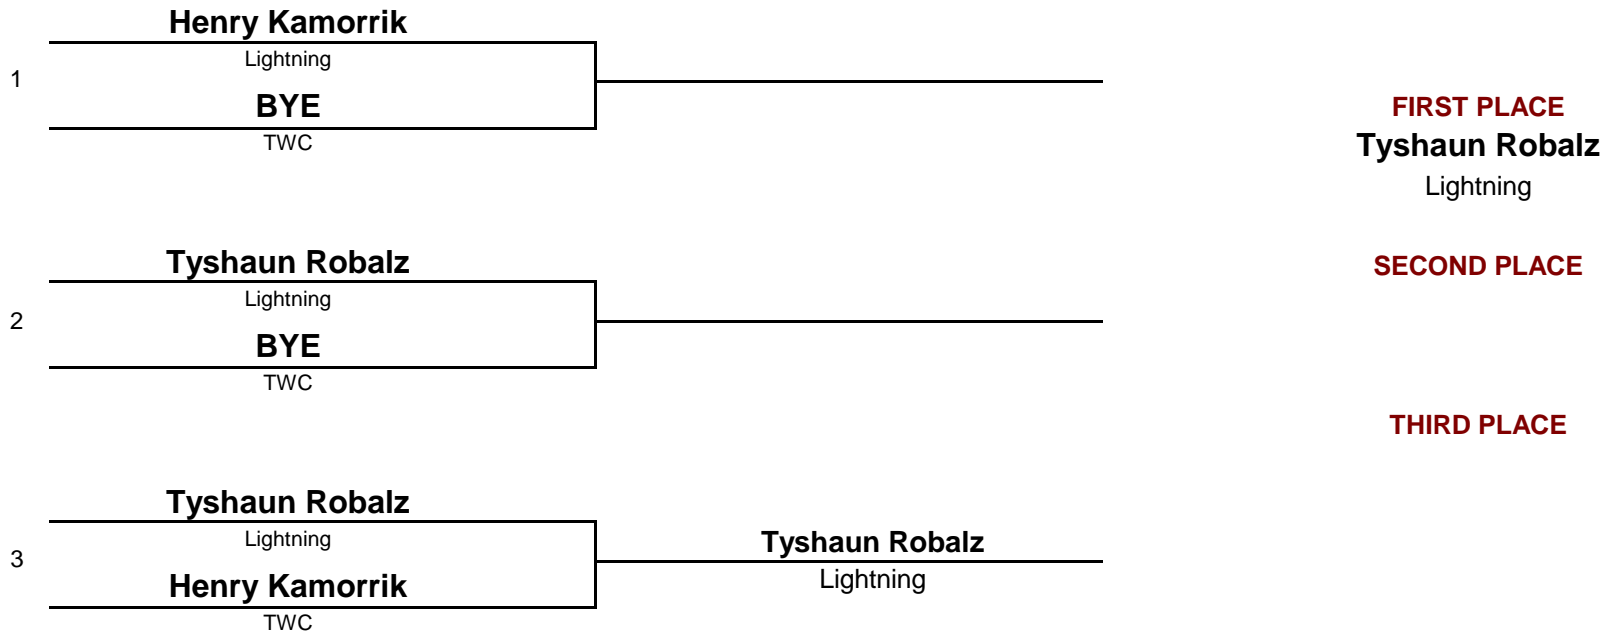 Henry Kamorrik
Lightning
1
BYE
TWC
FIRST PLACE
Tyshaun Robalz
Lightning
Tyshaun Robalz
Lightning
2
BYE
TWC
SECOND PLACE
THIRD PLACE
Tyshaun Robalz
Lightning
3
Henry Kamorrik
TWC
Tyshaun Robalz
Lightning